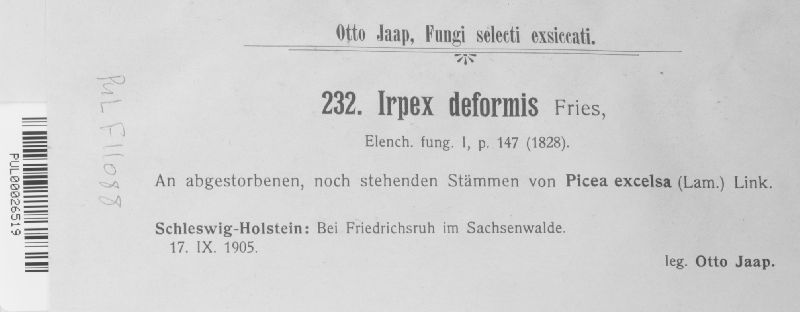 Otto Jaap, Fungi selecti exsiccati.
232. Irpex deformis Fries,
Elench. fung. I, p. 147 (1828).
An abgestorbenen, noch stehenden Stämmen von Picea excelsa (Lam.) Link.
Schleswig-Holstein: Bei Friedrichsruh im Sachsenwalde.
17. IX. 1905.
leg. Otto Jaap.
PUL F11088
PUL00026519